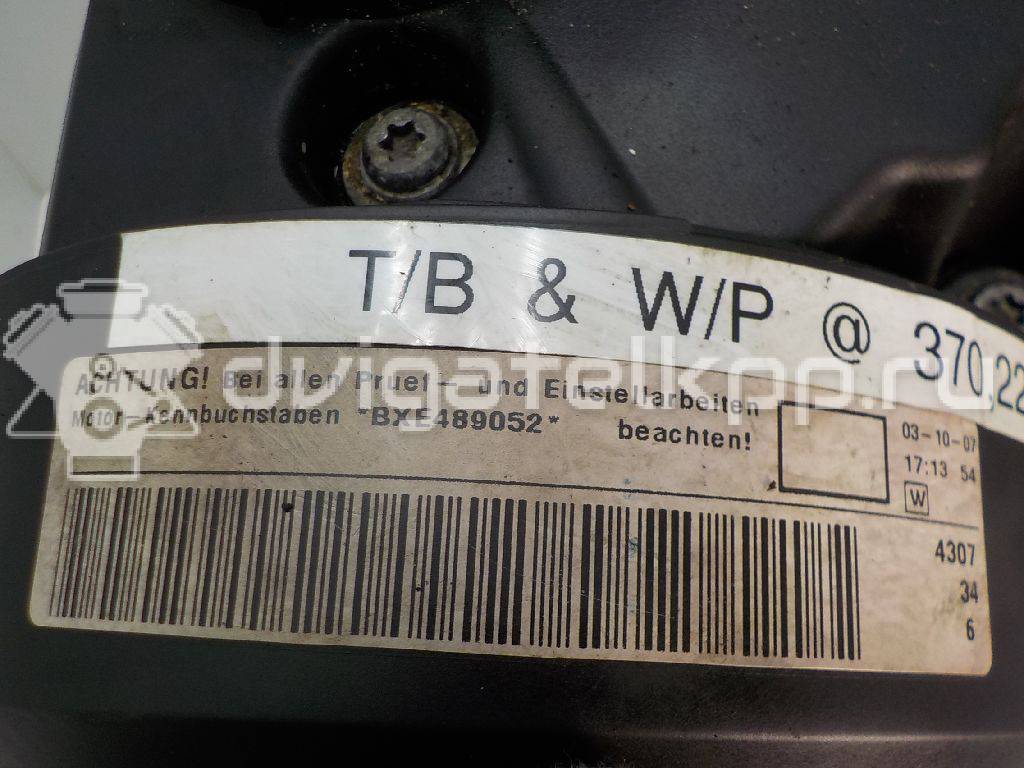 T/B & W/P @ 370,22
ACHTUNG! Bei allen Pruef- und Einstellarbeiten
Motor-Kennbuchstaben *BXE489052* beachten!
03-10-07
17:13 54
W
4307
34
6
dvigatelkpp.ru